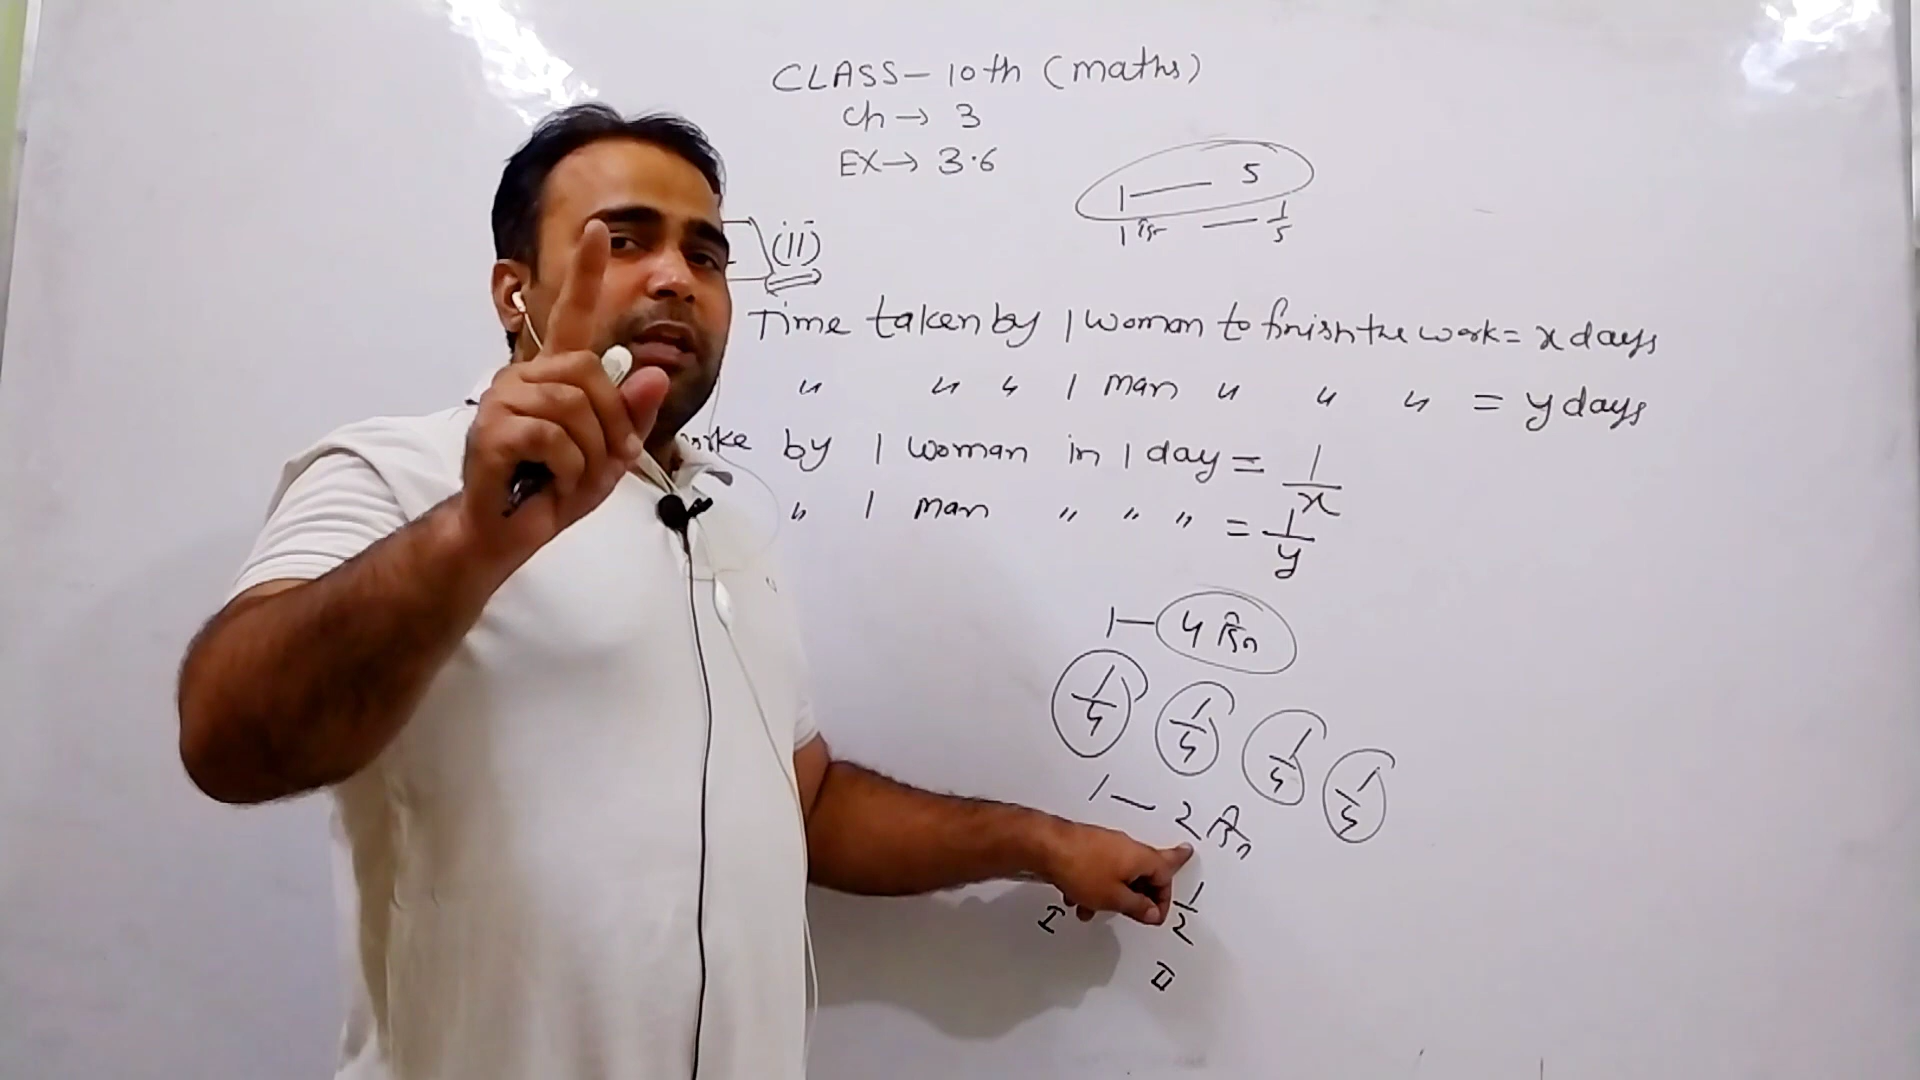 CLASS- 10th (maths)
Ch → 3
EX → 3.6
1 — 5
1 दिन — 1/5
(ii)
Time taken by 1 woman to finish the work = x days
" " " 1 man " " " = y days
by 1 woman in 1 day = 1/x
" 1 man " " " = 1/y
1 — 4 दिन
1/4 1/4 1/4 1/4
1 — 2 दिन
1/2
I
II